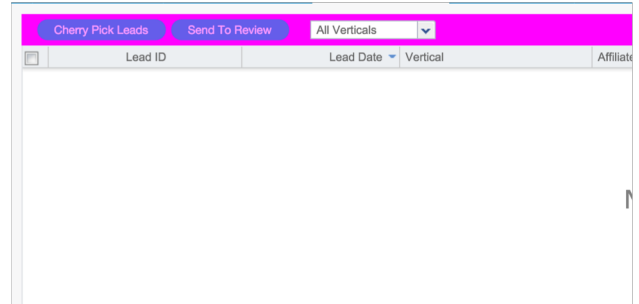 Cherry Pick Leads Send To Review All Verticals
Lead ID Lead Date Vertical Affiliate
N